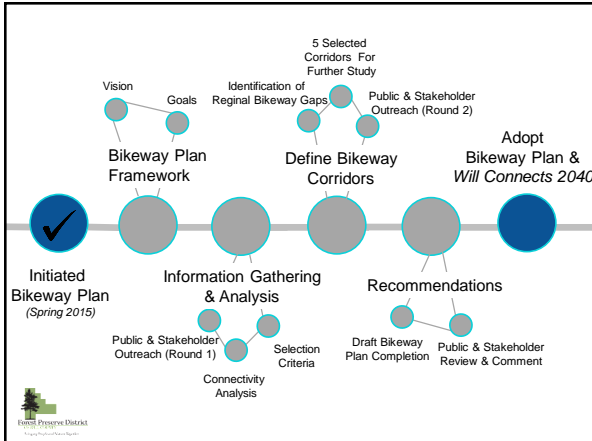 5 Selected
Corridors For
Further Study
Vision
Goals
Identification of
Reginal Bikeway Gaps
Public & Stakeholder
Outreach (Round 2)
Bikeway Plan
Framework
Define Bikeway
Corridors
Adopt
Bikeway Plan &
Will Connects 2040
Initiated
Bikeway Plan
(Spring 2015)
Information Gathering
& Analysis
Public & Stakeholder
Outreach (Round 1)
Connectivity
Analysis
Selection
Criteria
Recommendations
Draft Bikeway
Plan Completion
Public & Stakeholder
Review & Comment
Forest Preserve District